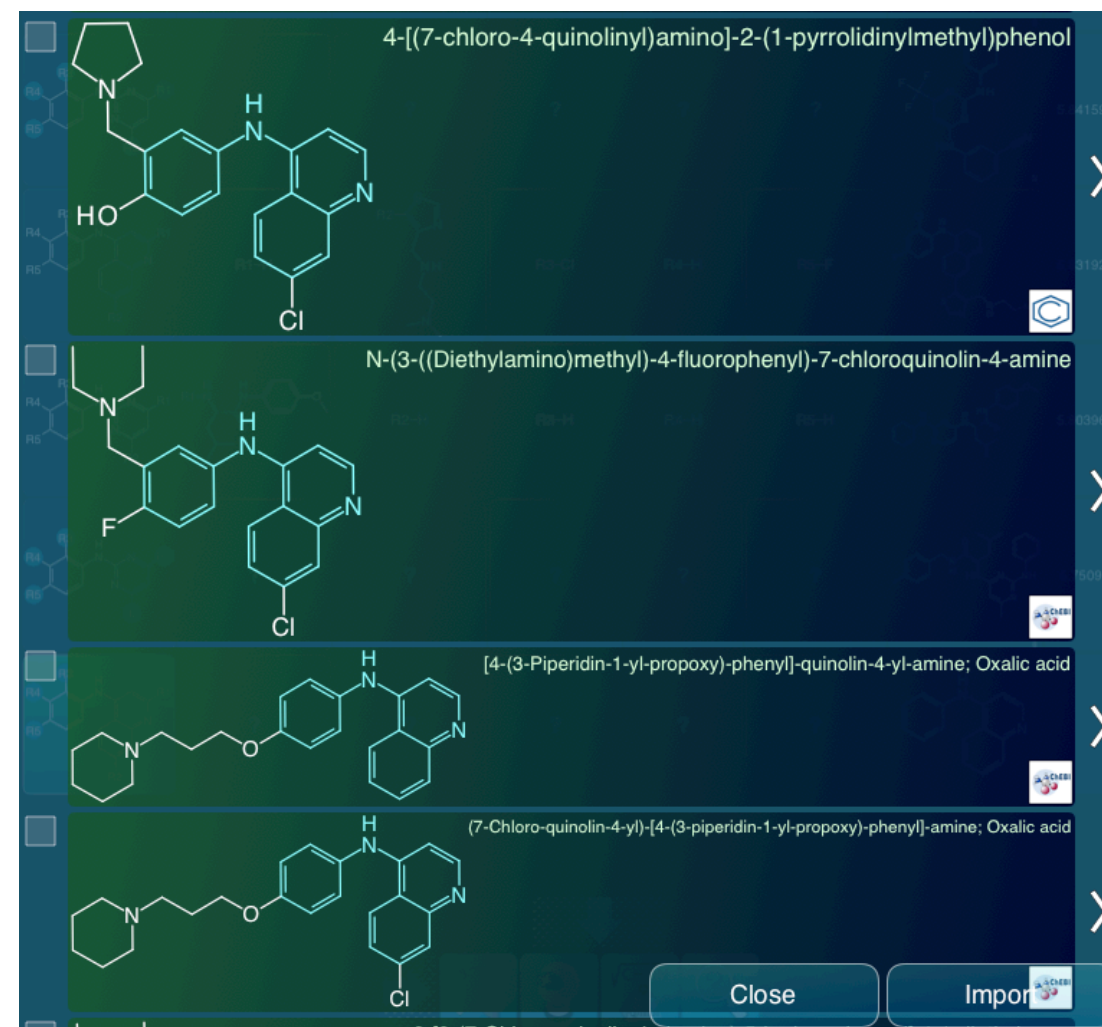 4-[(7-chloro-4-quinolinyl)amino]-2-(1-pyrrolidinylmethyl)phenol
N
H
N
N
HO
Cl
N-(3-((Diethylamino)methyl)-4-fluorophenyl)-7-chloroquinolin-4-amine
N
H
N
N
F
Cl
[4-(3-Piperidin-1-yl-propoxy)-phenyl]-quinolin-4-yl-amine; Oxalic acid
H
N
N
N
O
(7-Chloro-quinolin-4-yl)-[4-(3-piperidin-1-yl-propoxy)-phenyl]-amine; Oxalic acid
H
N
N
N
O
Cl
Close
Impor